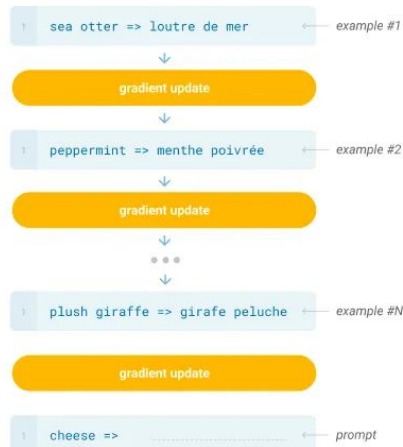 1 sea otter => loutre de mer example #1
gradient update
1 peppermint => menthe poivrée example #2
gradient update
plush giraffe => girafe peluche example #N
gradient update
1 cheese => prompt